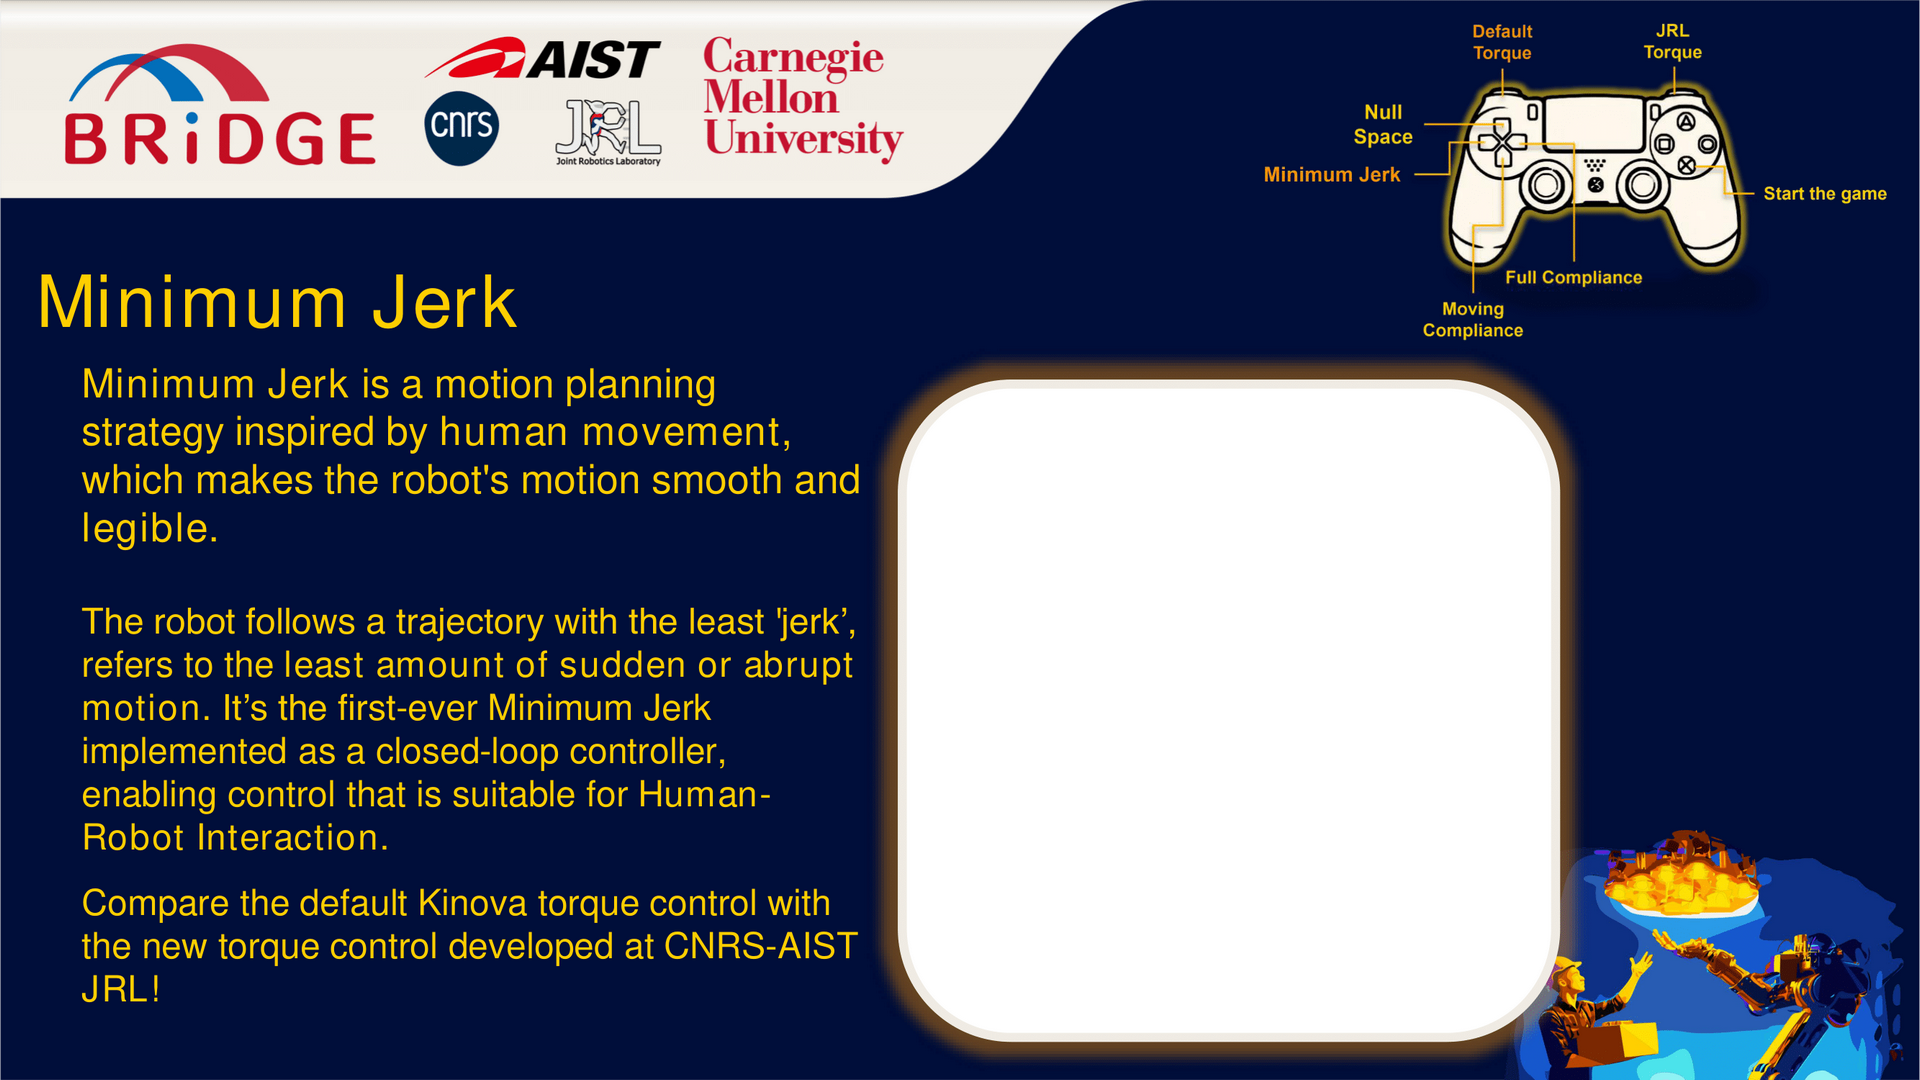 BRiDGE
AIST
cnrs
JRL
Joint Robotics Laboratory
Carnegie
Mellon
University
Default
Torque
JRL
Torque
Null
Space
Minimum Jerk
Start the game
Full Compliance
Moving
Compliance
Minimum Jerk
Minimum Jerk is a motion planning
strategy inspired by human movement,
which makes the robot's motion smooth and
legible.
The robot follows a trajectory with the least 'jerk’,
refers to the least amount of sudden or abrupt
motion. It’s the first-ever Minimum Jerk
implemented as a closed-loop controller,
enabling control that is suitable for Human-
Robot Interaction.
Compare the default Kinova torque control with
the new torque control developed at CNRS-AIST
JRL!